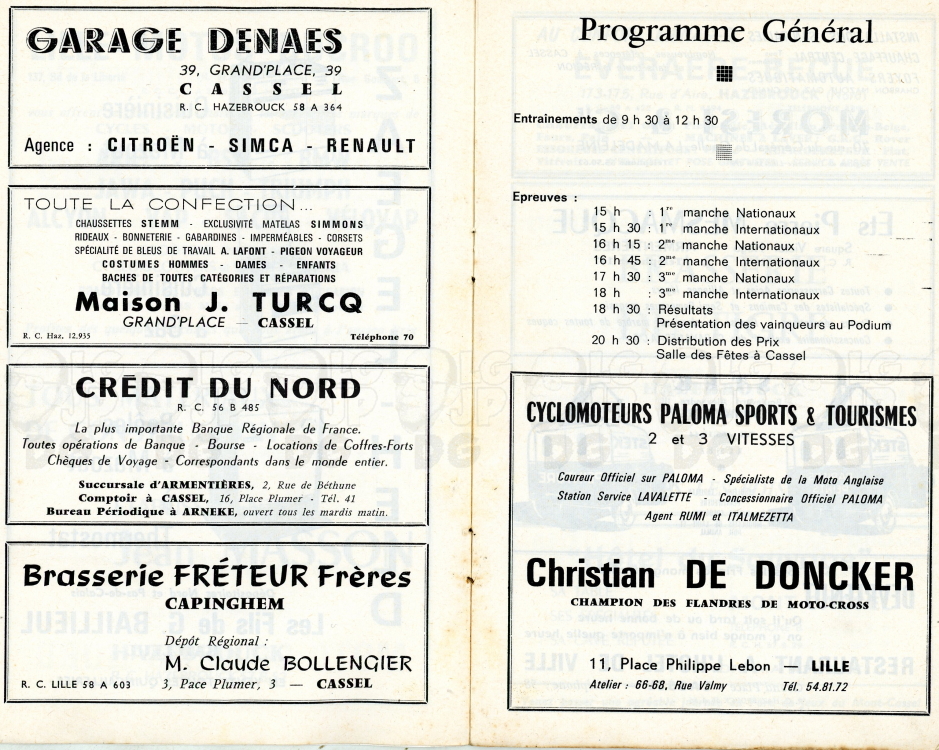 GARAGE DENAES
39, GRAND'PLACE, 39
CASSEL
R. C. HAZEBROUCK 58 A 364
Agence : CITROËN - SIMCA - RENAULT
TOUTE LA CONFECTION...
CHAUSSETTES STEMM - EXCLUSIVITÉ MATELAS SIMMONS
RIDEAUX - BONNETERIE - GABARDINES - IMPERMÉABLES - CORSETS
SPÉCIALITÉ DE BLEUS DE TRAVAIL A. LAFONT - PIGEON VOYAGEUR
COSTUMES HOMMES - DAMES - ENFANTS
BACHES DE TOUTES CATÉGORIES ET RÉPARATIONS
Maison J. TURCQ
GRAND'PLACE — CASSEL
R. C. Haz. 12.935 Téléphone 70
CRÉDIT DU NORD
R. C. 56 B 485
La plus importante Banque Régionale de France.
Toutes opérations de Banque - Bourse - Locations de Coffres-Forts
Chèques de Voyage - Correspondants dans le monde entier.
Succursale d'ARMENTIÈRES, 2, Rue de Béthune
Comptoir à CASSEL, 16, Place Plumer - Tél. 41
Bureau Périodique à ARNEKE, ouvert tous les mardis matin.
Brasserie FRÉTEUR Frères
CAPINGHEM
Dépôt Régional :
M. Claude BOLLENGIER
R. C. LILLE 58 A 603 3, Pace Plumer, 3 — CASSEL
Programme Général
Entrainements de 9 h 30 à 12 h 30
Epreuves :
15 h : 1re manche Nationaux
15 h 30 : 1re manche Internationaux
16 h 15 : 2me manche Nationaux
16 h 45 : 2me manche Internationaux
17 h 30 : 3me manche Nationaux
18 h : 3me manche Internationaux
18 h 30 : Résultats
Présentation des vainqueurs au Podium
20 h 30 : Distribution des Prix
Salle des Fêtes à Cassel
CYCLOMOTEURS PALOMA SPORTS & TOURISMES
2 et 3 VITESSES
Coureur Officiel sur PALOMA - Spécialiste de la Moto Anglaise
Station Service LAVALETTE - Concessionnaire Officiel PALOMA
Agent RUMI et ITALMEZETTA
Christian DE DONCKER
CHAMPION DES FLANDRES DE MOTO-CROSS
11, Place Philippe Lebon — LILLE
Atelier : 66-68, Rue Valmy Tél. 54.81.72